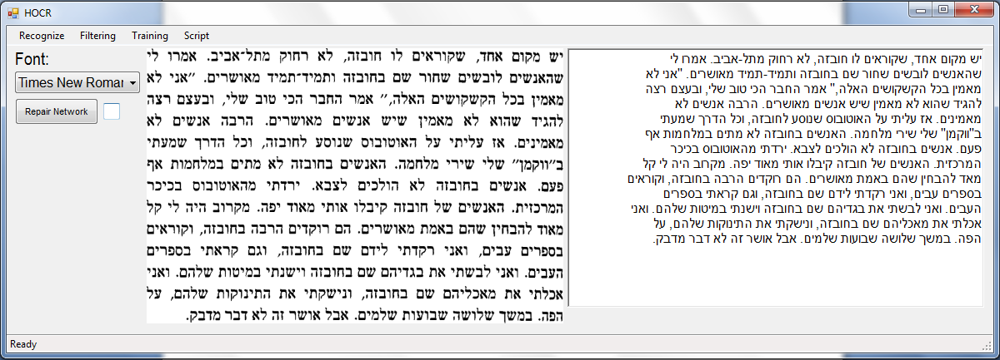 HOCR
Recognize Filtering Training Script
Font:
Times New Roman
Repair Network
יש מקום אחד, שקוראים לו חובזה, לא רחוק מתל־אביב. אמרו לי
שהאנשים לובשים שחור שם בחובזה ותמיד־תמיד מאושרים. ״אני לא
מאמין בכל הקשקושים האלה,״ אמר החבר הכי טוב שלי, ובעצם רצה
להגיד שהוא לא מאמין שיש אנשים מאושרים. הרבה אנשים לא
מאמינים. אז עליתי על האוטובוס שנוסע לחובזה, וכל הדרך שמעתי
ב״ווקמן״ שלי שירי מלחמה. האנשים בחובזה לא מתים במלחמות אף
פעם. אנשים בחובזה לא הולכים לצבא. ירדתי מהאוטובוס בכיכר
המרכזית. האנשים של חובזה קיבלו אותי מאוד יפה. מקרוב היה לי קל
מאוד להבחין שהם באמת מאושרים. הם רוקדים הרבה בחובזה, וקוראים
בספרים עבים, ואני רקדתי לידם שם בחובזה, וגם קראתי בספרים
העבים. ואני לבשתי את בגדיהם שם בחובזה וישנתי במיטות שלהם. ואני
אכלתי את מאכליהם שם בחובזה, ונישקתי את התינוקות שלהם, על
הפה. במשך שלושה שבועות שלמים. אבל אושר זה לא דבר מדבק.
יש מקום אחד, שקוראים לו חובזה, לא רחוק מתל-אביב. אמרו לי
שהאנשים לובשים שחור שם בחובזה ותמיד-תמיד מאושרים. "אני לא
מאמין בכל הקשקושים האלה," אמר החבר הכי טוב שלי, ובעצם רצה
להגיד שהוא לא מאמין שיש אנשים מאושרים. הרבה אנשים לא
מאמינים. אז עליתי על האוטובוס שנוסע לחובזה, וכל הדרך שמעתי
ב"ווקמן" שלי שירי מלחמה. האנשים בחובזה לא מתים במלחמות אף
פעם. אנשים בחובזה לא הולכים לצבא. ירדתי מהאוטובוס בכיכר
המרכזית. האנשים של חובזה קיבלו אותי מאוד יפה. מקרוב היה לי קל
מאד להבחין שהם באמת מאושרים. הם רוקדים הרבה בחובזה, וקוראים
בספרים עבים, ואני רקדתי לידם שם בחובזה, וגם קראתי בספרים
העבים. ואני לבשתי את בגדיהם שם בחובזה וישנתי במיטות שלהם. ואני
אכלתי את מאכליהם שם בחובזה, ונישקתי את התינוקות שלהם, על
הפה. במשך שלושה שבועות שלמים. אבל אושר זה לא דבר מדבק.
Ready